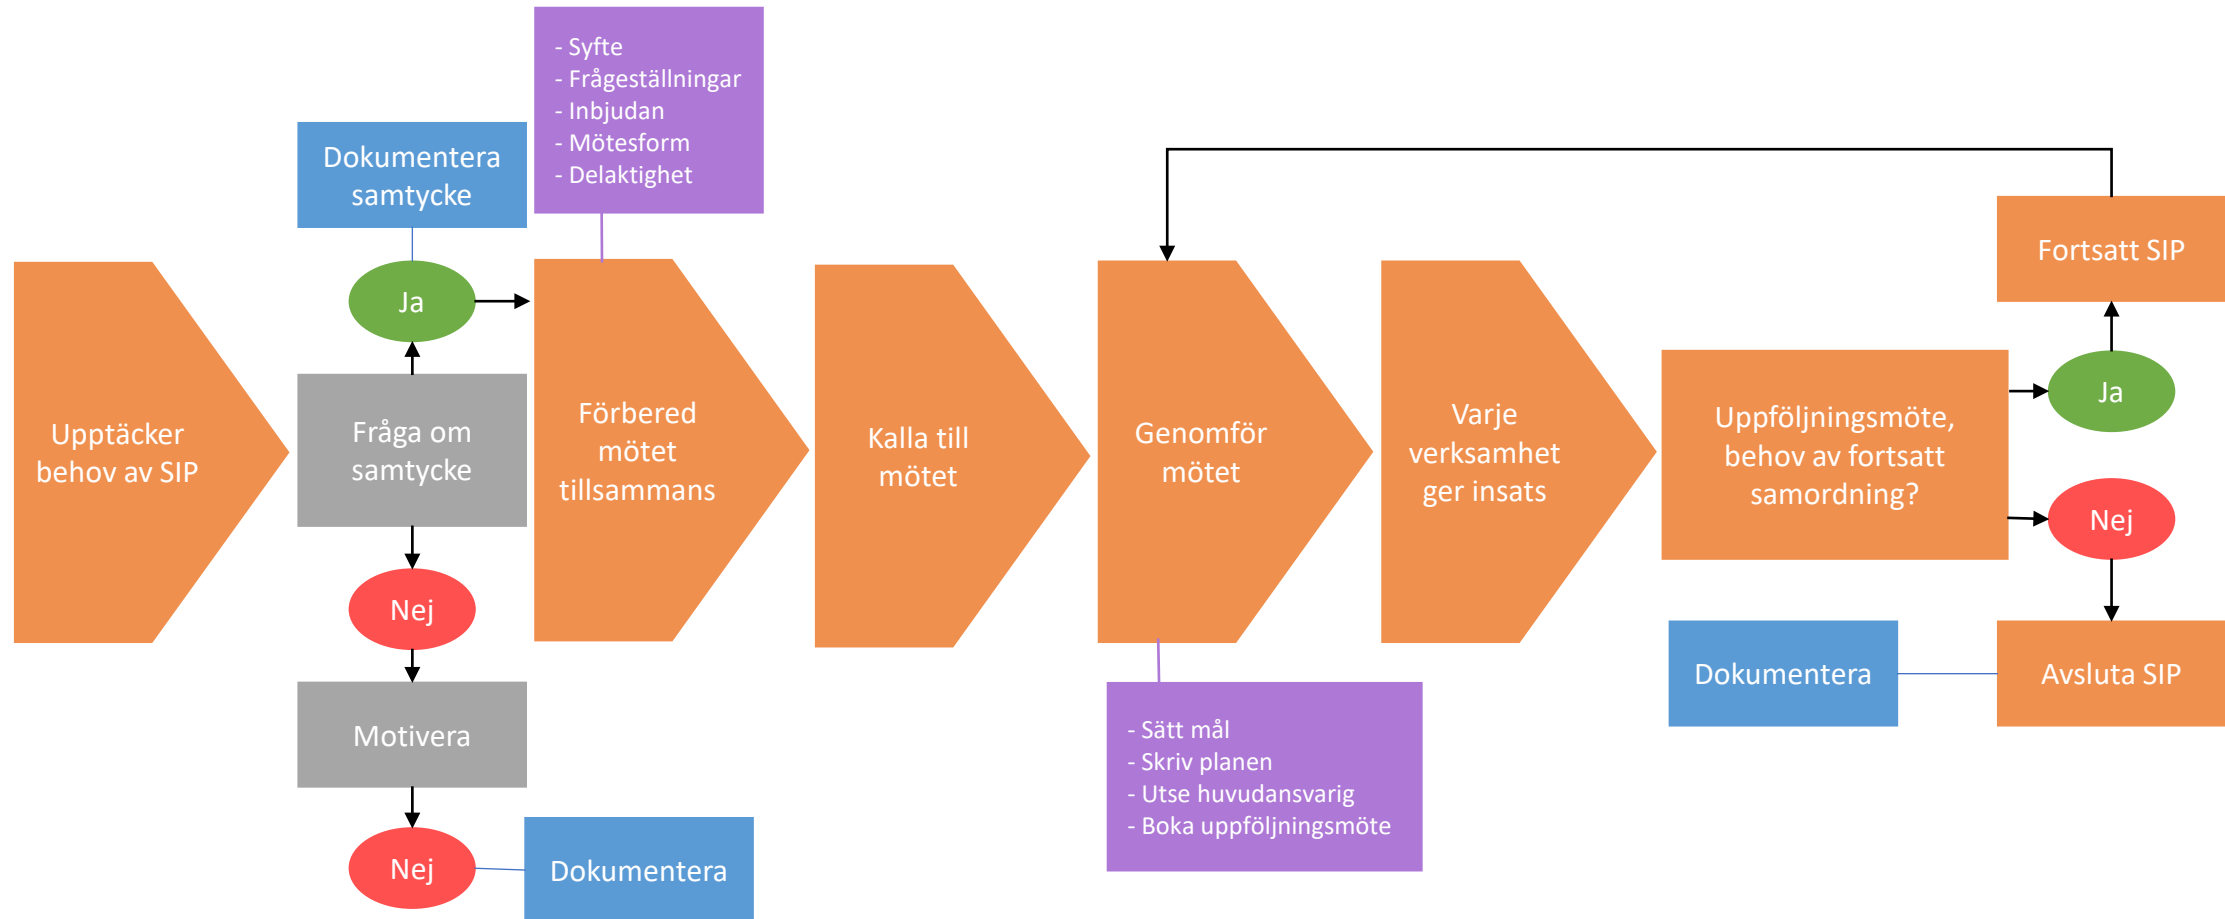 - Syfte
- Frågeställningar
- Inbjudan
- Mötesform
- Delaktighet
Dokumentera
samtycke
Ja
Upptäcker
behov av SIP
Fråga om
samtycke
Nej
Motivera
Nej
Dokumentera
Förbered
mötet
tillsammans
Kalla till
mötet
Genomför
mötet
- Sätt mål
- Skriv planen
- Utse huvudansvarig
- Boka uppföljningsmöte
Varje
verksamhet
ger insats
Uppföljningsmöte,
behov av fortsatt
samordning?
Ja
Fortsatt SIP
Nej
Avsluta SIP
Dokumentera